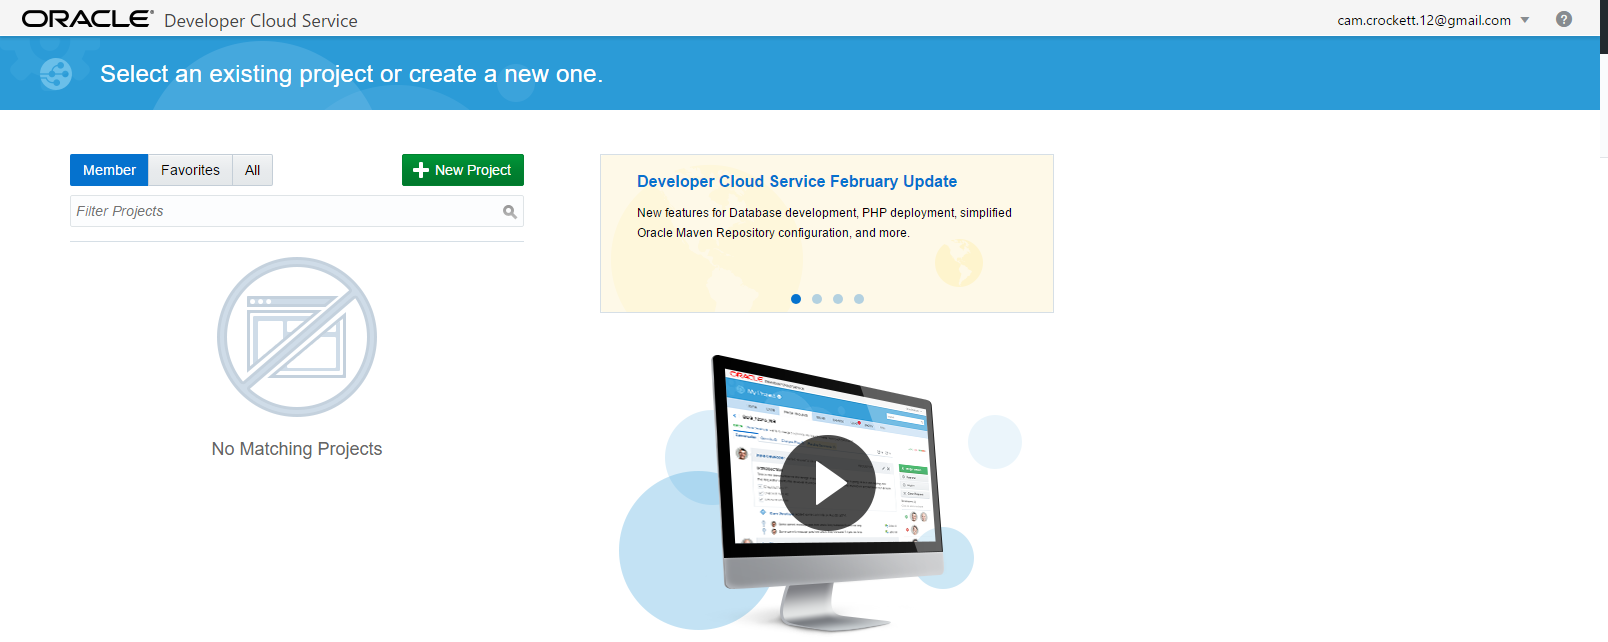 ORACLE Developer Cloud Service
cam.crockett.12@gmail.com
?
Select an existing project or create a new one.
Member Favorites All
New Project
Filter Projects
No Matching Projects
Developer Cloud Service February Update
New features for Database development, PHP deployment, simplified
Oracle Maven Repository configuration, and more.
ORACLE